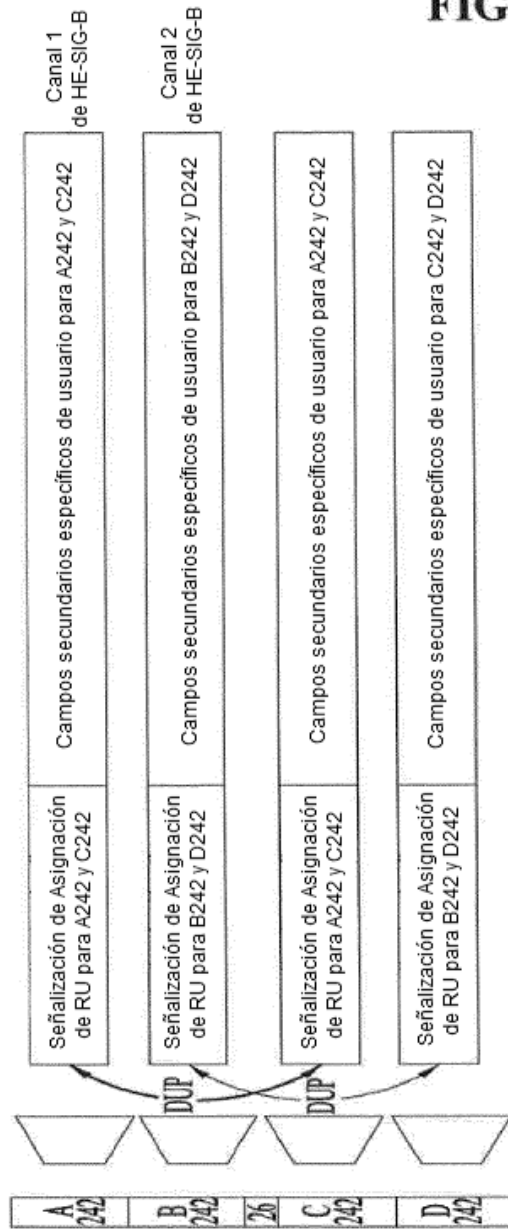 FIG
Canal 1
de HE-SIG-B
Canal 2
de HE-SIG-B
A
242
B
242
26
C
242
D
242
DUP
DUP
Señalización de Asignación
de RU para A242 y C242
Campos secundarios específicos de usuario para A242 y C242
Señalización de Asignación
de RU para B242 y D242
Campos secundarios específicos de usuario para B242 y D242
Señalización de Asignación
de RU para A242 y C242
Campos secundarios específicos de usuario para A242 y C242
Señalización de Asignación
de RU para B242 y D242
Campos secundarios específicos de usuario para C242 y D242